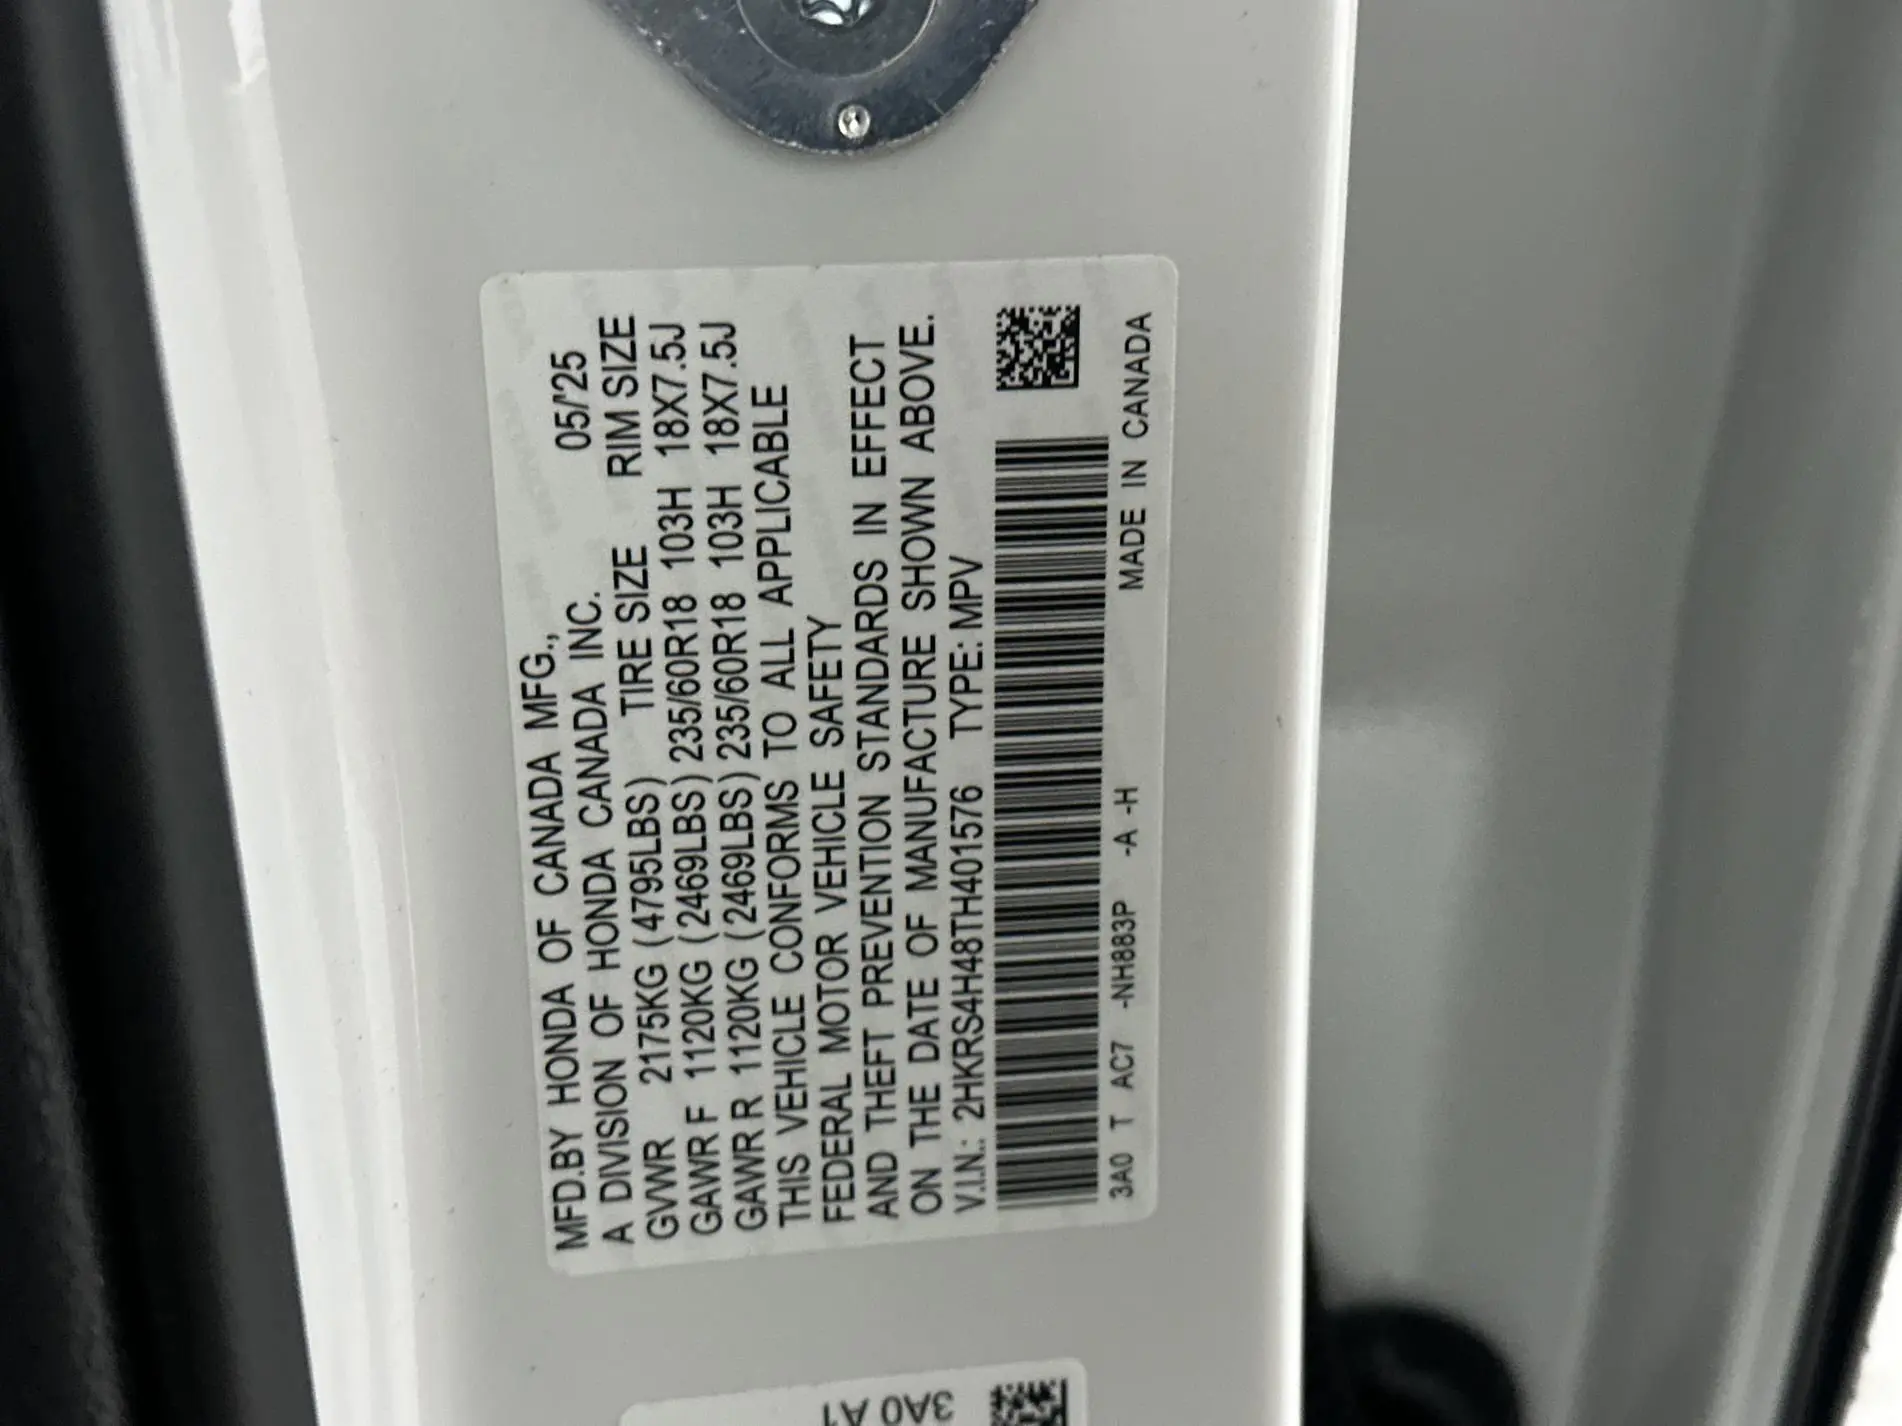 MFD.BY HONDA OF CANADA MFG., 05/'25
A DIVISION OF HONDA CANADA INC.
TIRE SIZE RIM SIZE
GVWR 2175KG (4795LBS)
GAWR F 1120KG (2469LBS) 235/60R18 103H 18X7.5J
GAWR R 1120KG (2469LBS) 235/60R18 103H 18X7.5J
THIS VEHICLE CONFORMS TO ALL APPLICABLE
FEDERAL MOTOR VEHICLE SAFETY
AND THEFT PREVENTION STANDARDS IN EFFECT
ON THE DATE OF MANUFACTURE SHOWN ABOVE.
V.I.N.: 2HKRS4H48TH401576 TYPE: MPV
3A0 T AC7 -NH883P -A -H MADE IN CANADA
3A0 A1